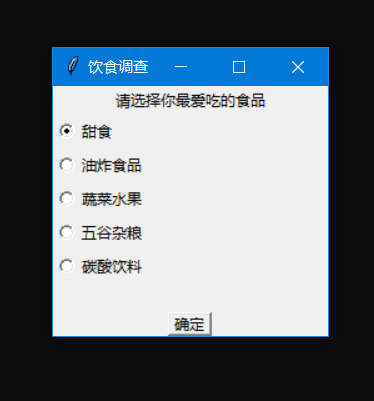 饮食调查
请选择你最爱吃的食品
甜食
油炸食品
蔬菜水果
五谷杂粮
碳酸饮料
确定